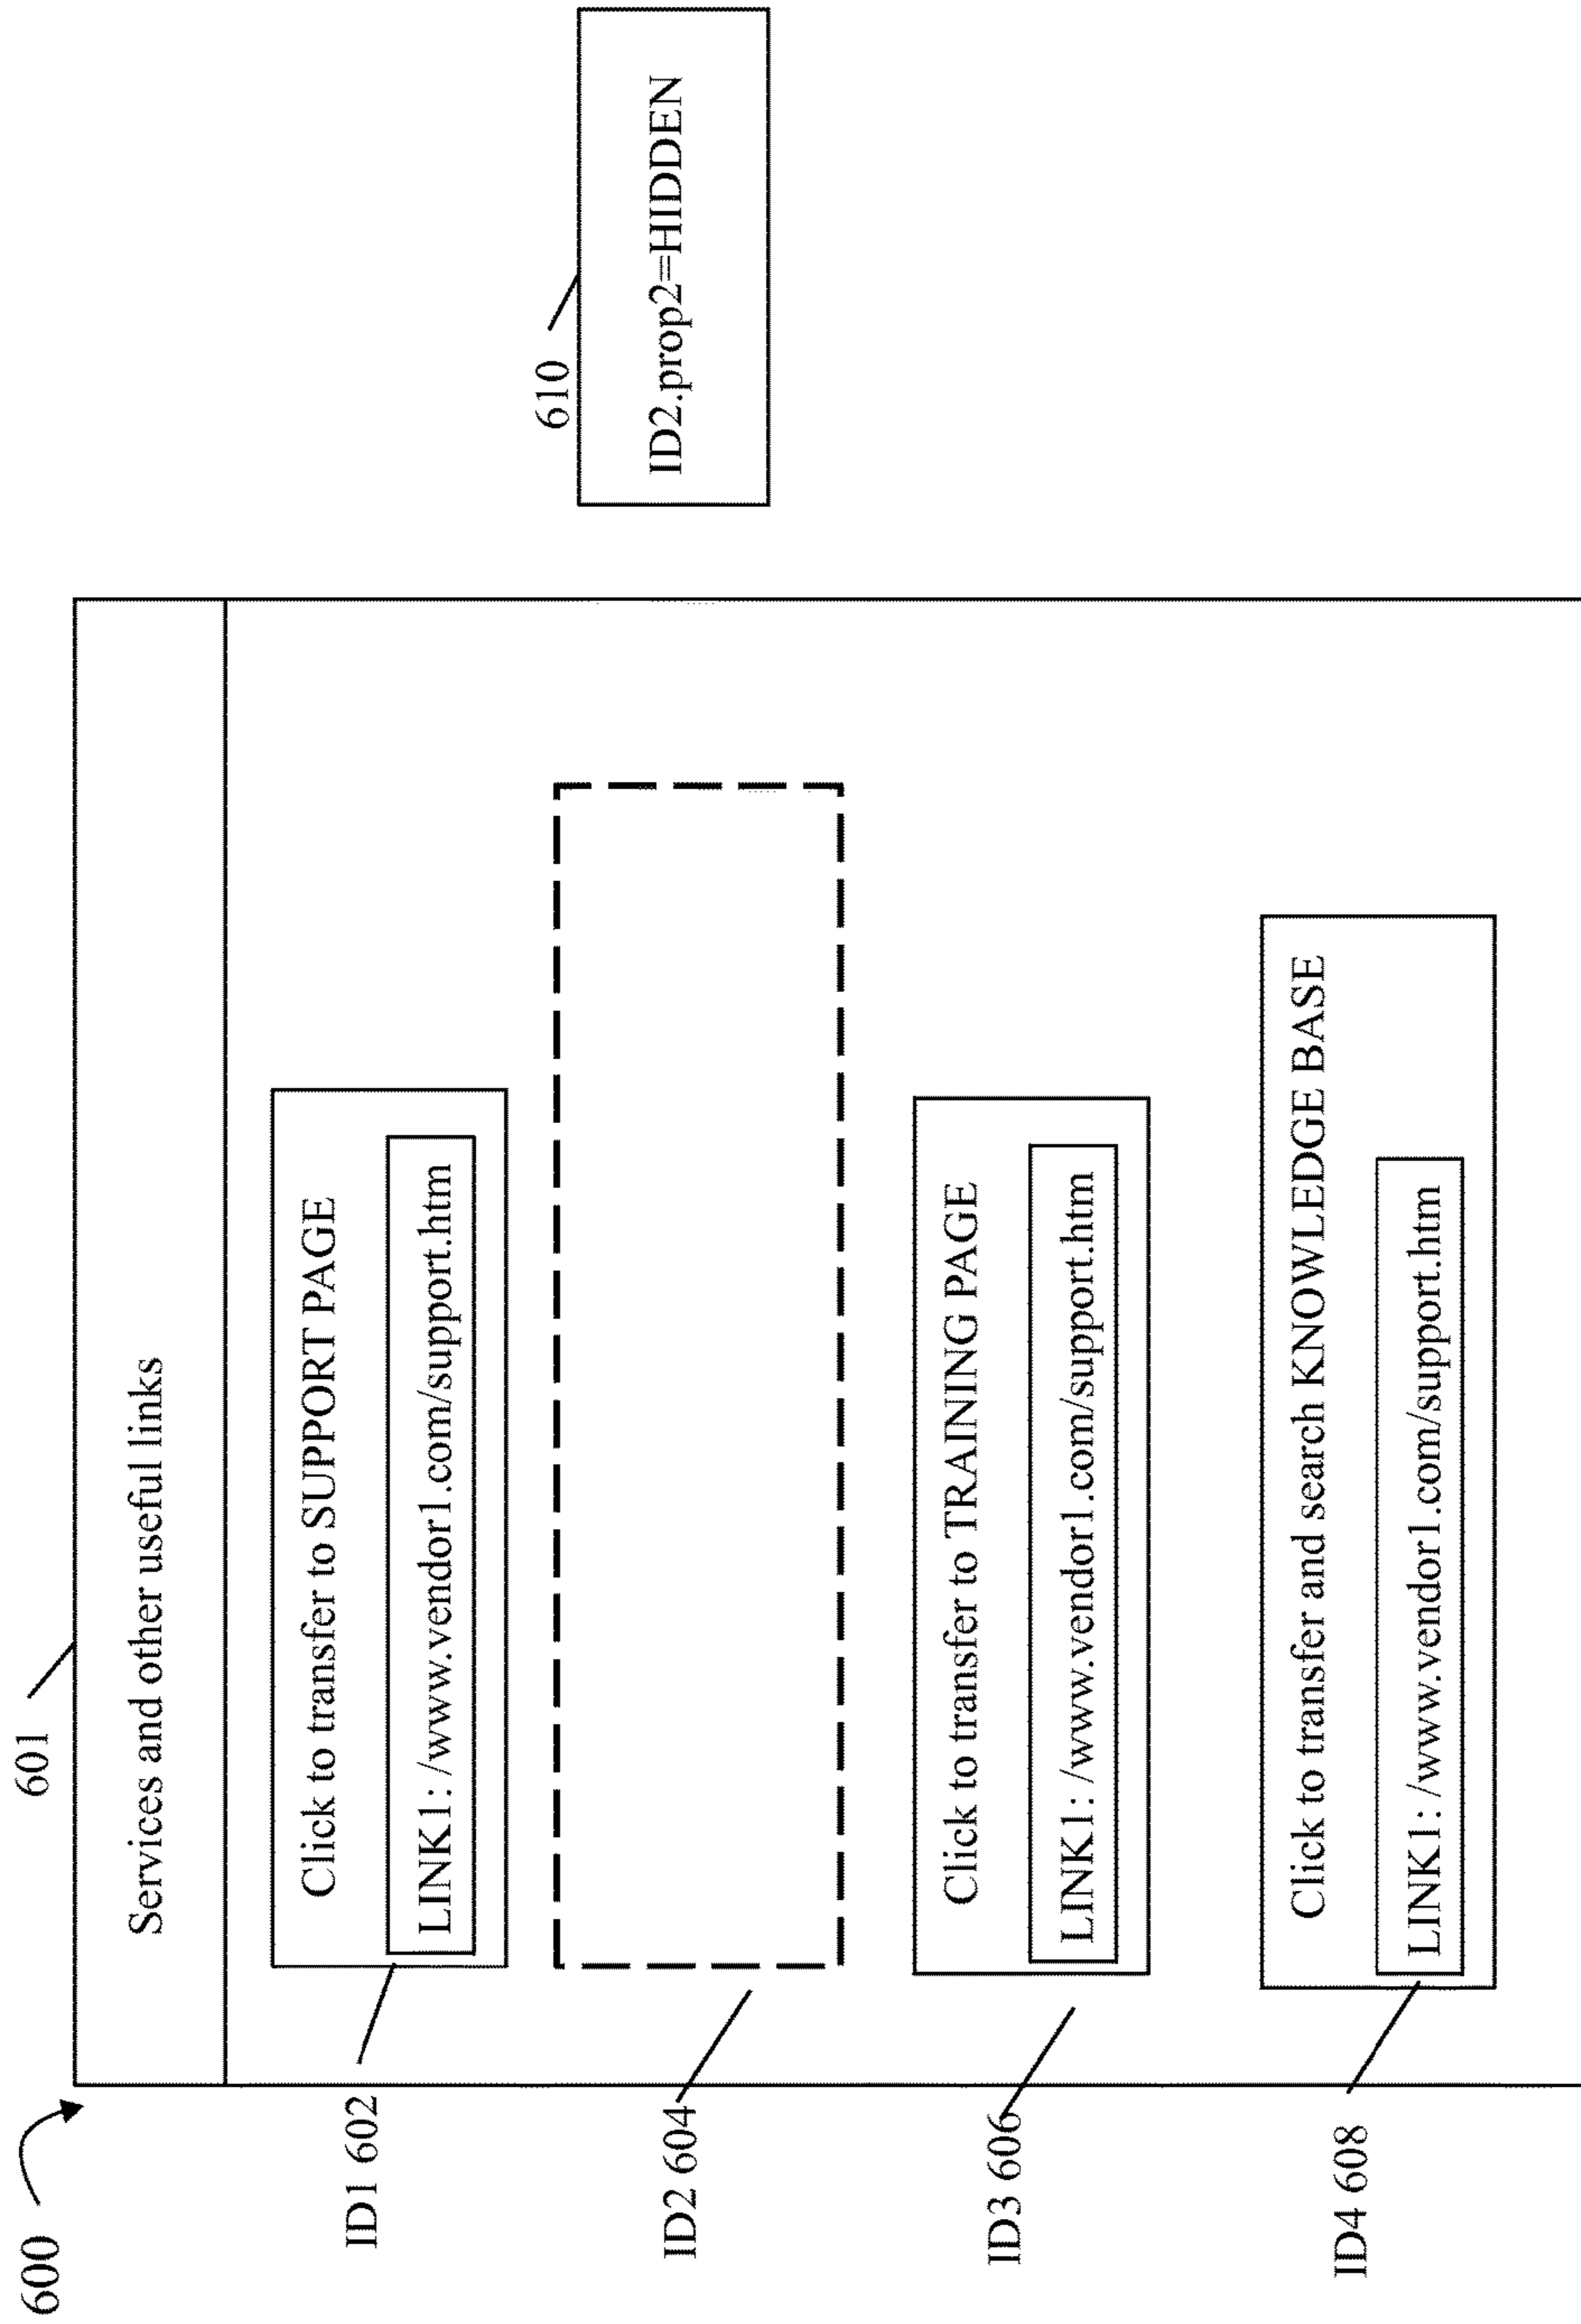 600
601
Services and other useful links
ID1 602
Click to transfer to SUPPORT PAGE
LINK1: /www.vendor1.com/support.htm
ID2 604
610
ID2.prop2=HIDDEN
ID3 606
Click to transfer to TRAINING PAGE
LINK1: /www.vendor1.com/support.htm
ID4 608
Click to transfer and search KNOWLEDGE BASE
LINK1: /www.vendor1.com/support.htm